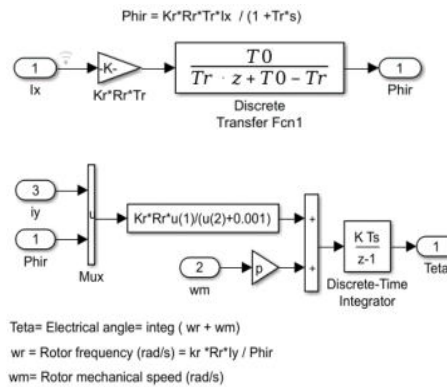 Phir = Kr*Rr*Tr*Ix / (1 +Tr*s)
1
Ix
-K-
Kr*Rr*Tr
T0
Tr · z + T0 − Tr
Discrete
Transfer Fcn1
1
Phir
3
iy
1
Phir
Mux
Kr*Rr*u(1)/(u(2)+0.001)
2
wm
p
+
+
K Ts
z-1
Discrete-Time
Integrator
1
Teta
Teta= Electrical angle= integ ( wr + wm)
wr = Rotor frequency (rad/s) = kr *Rr*Iy / Phir
wm= Rotor mechanical speed (rad/s)